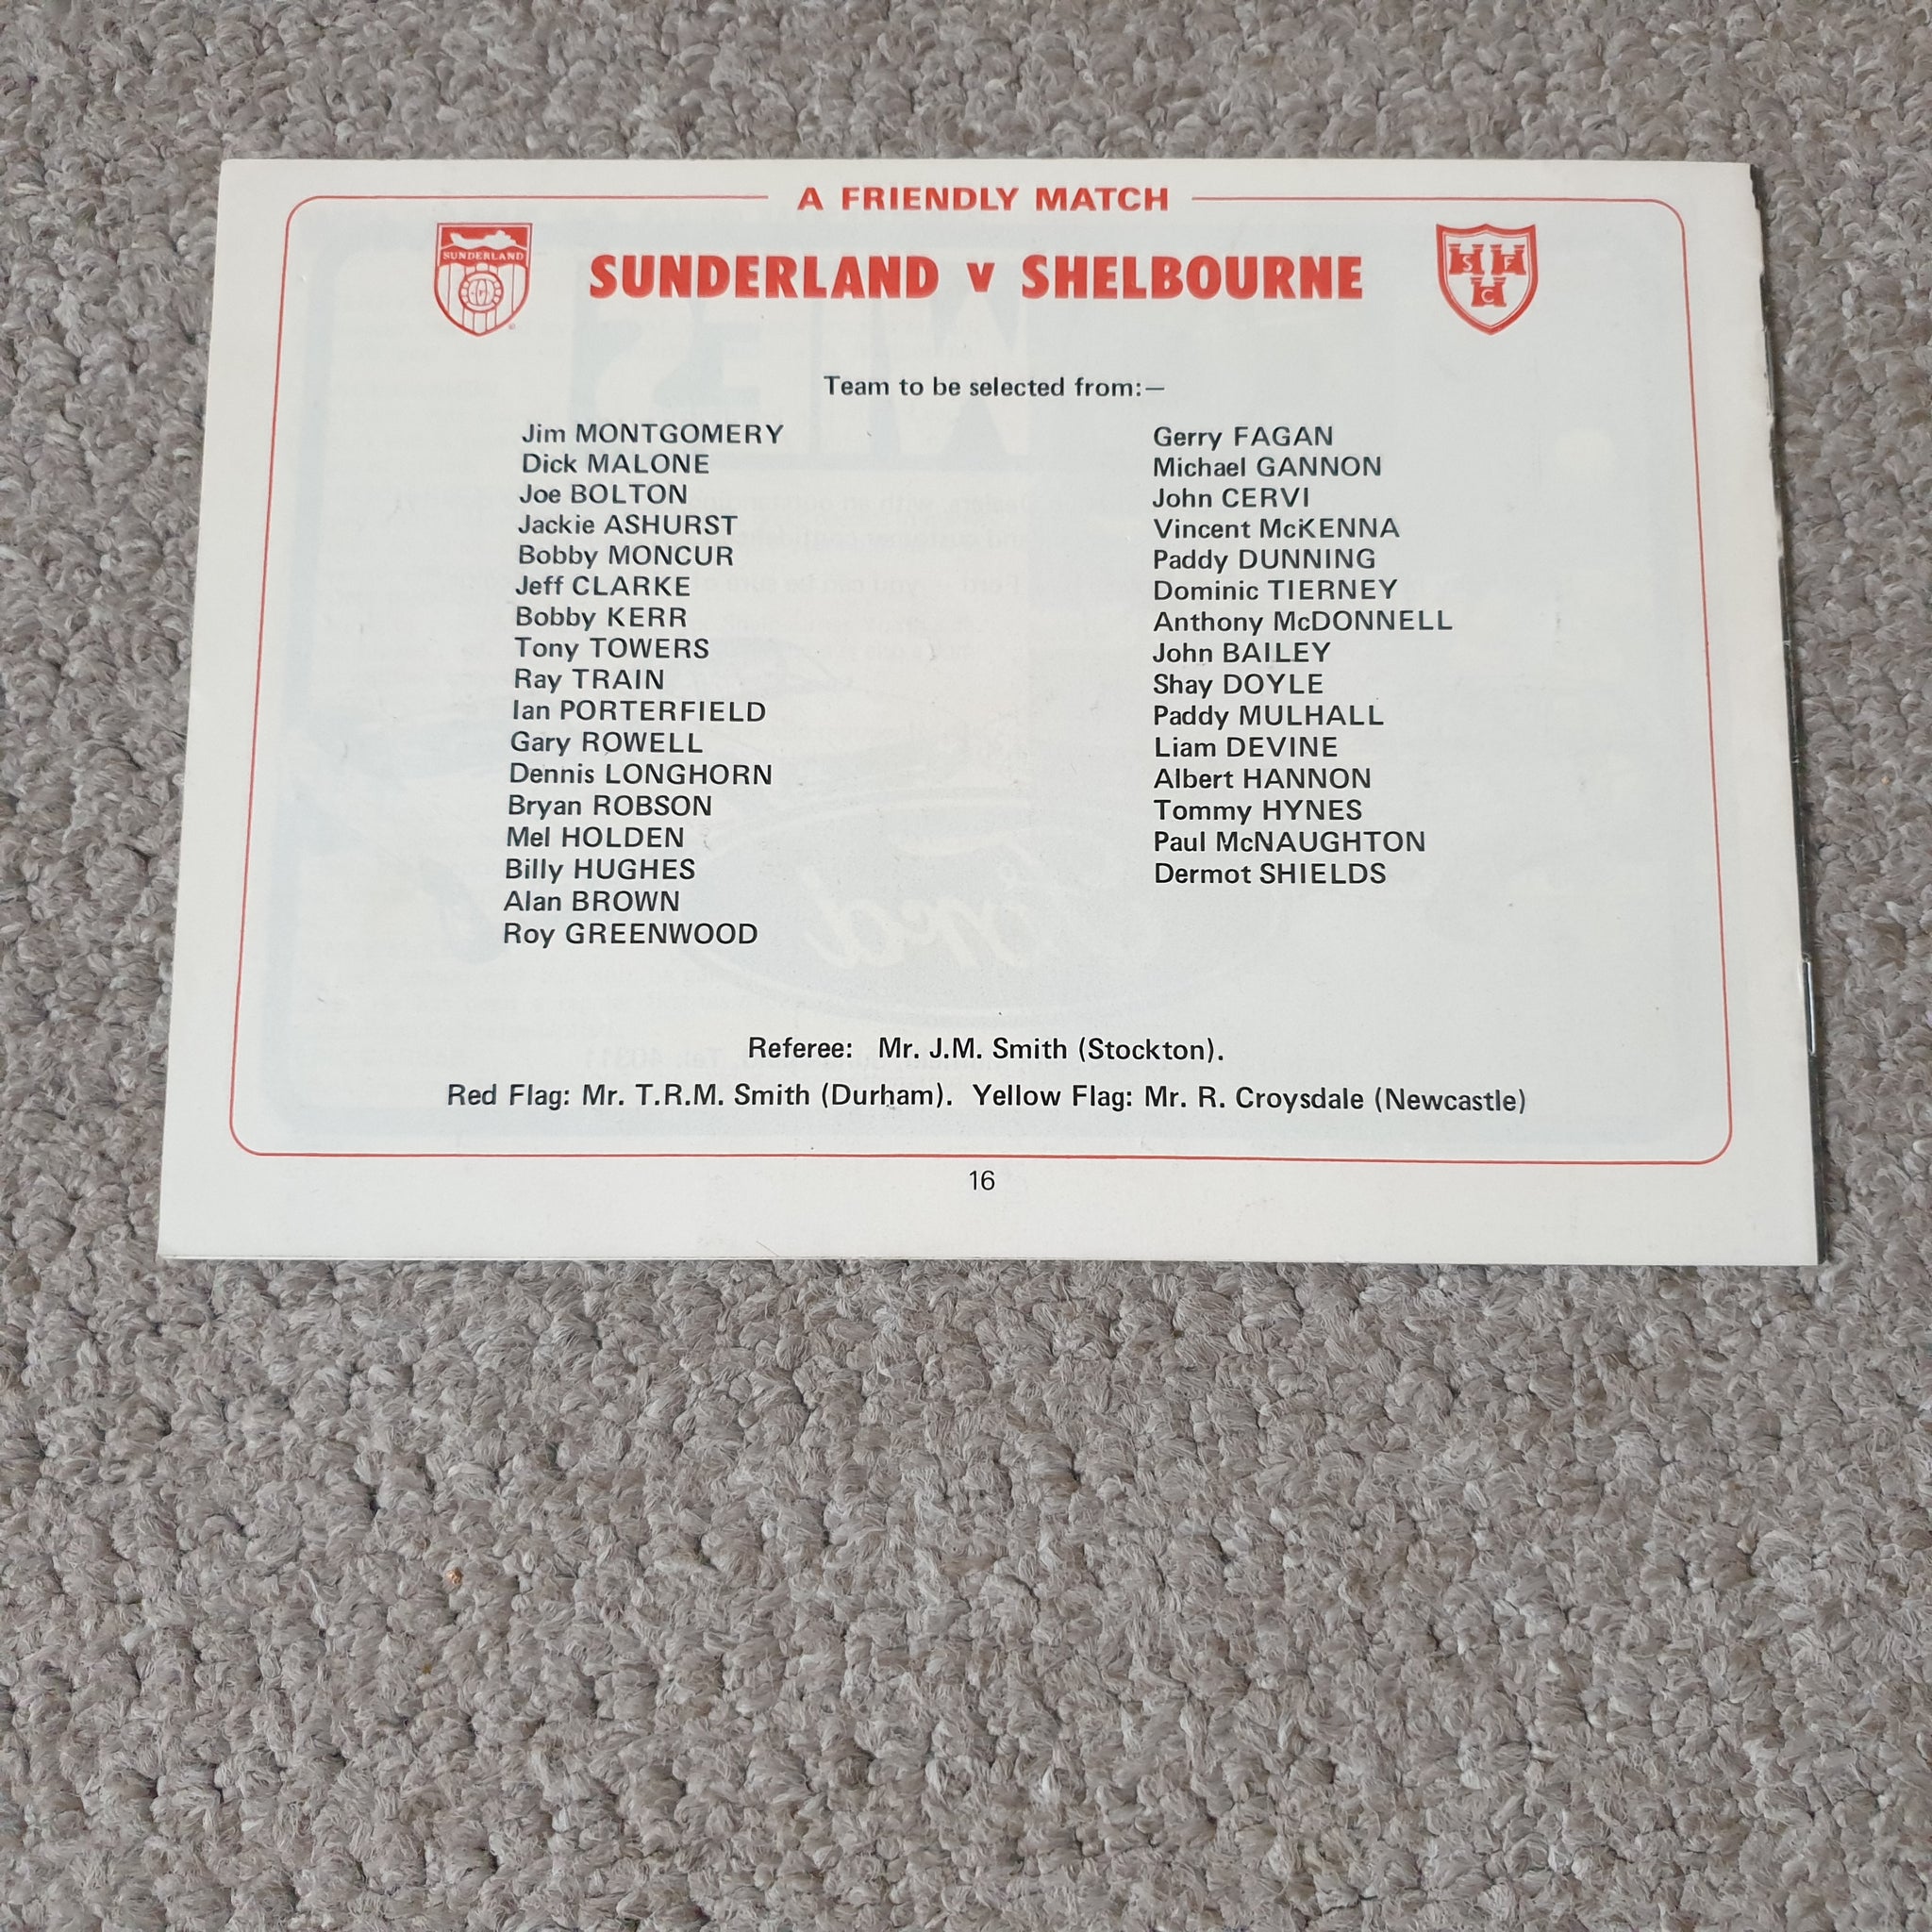 A FRIENDLY MATCH
SUNDERLAND
SUNDERLAND v SHELBOURNE
S F
C
Team to be selected from:—
Jim MONTGOMERY
Dick MALONE
Joe BOLTON
Jackie ASHURST
Bobby MONCUR
Jeff CLARKE
Bobby KERR
Tony TOWERS
Ray TRAIN
Ian PORTERFIELD
Gary ROWELL
Dennis LONGHORN
Bryan ROBSON
Mel HOLDEN
Billy HUGHES
Alan BROWN
Roy GREENWOOD
Gerry FAGAN
Michael GANNON
John CERVI
Vincent McKENNA
Paddy DUNNING
Dominic TIERNEY
Anthony McDONNELL
John BAILEY
Shay DOYLE
Paddy MULHALL
Liam DEVINE
Albert HANNON
Tommy HYNES
Paul McNAUGHTON
Dermot SHIELDS
Referee: Mr. J.M. Smith (Stockton).
Red Flag: Mr. T.R.M. Smith (Durham). Yellow Flag: Mr. R. Croysdale (Newcastle)
16